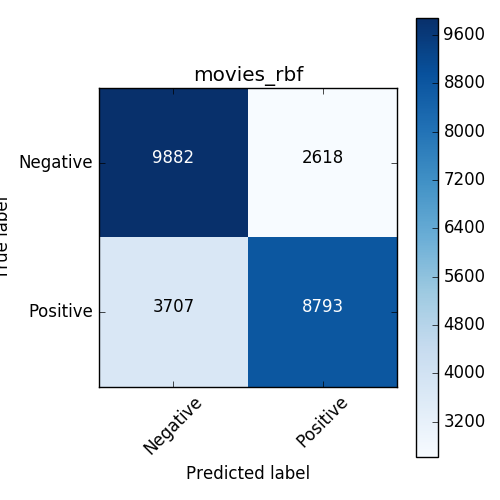 movies_rbf
True label
Negative
9882
2618
Positive
3707
8793
Negative
Positive
Predicted label
9600
8800
8000
7200
6400
5600
4800
4000
3200